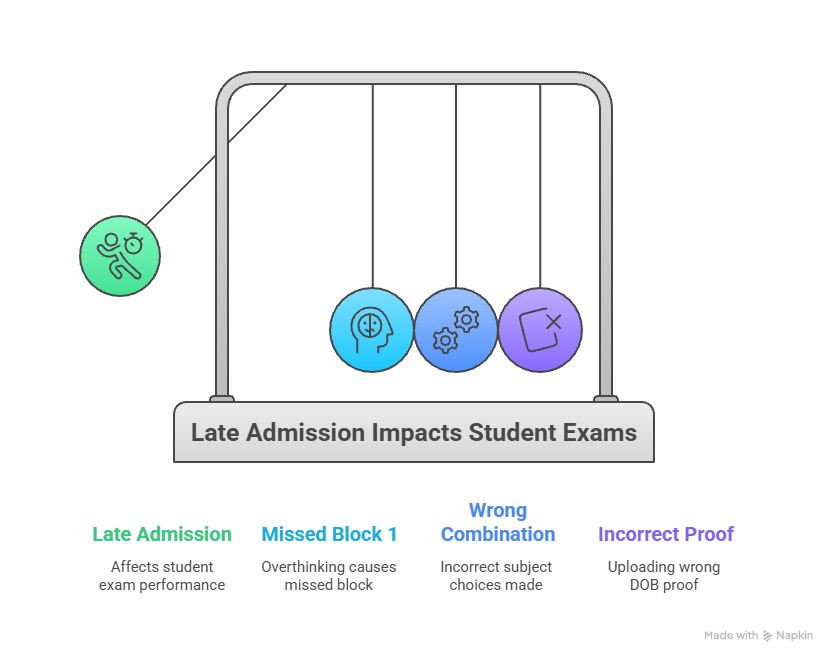 Late Admission Impacts Student Exams
Late Admission
Affects student
exam performance
Missed Block 1
Overthinking causes
missed block
Wrong
Combination
Incorrect subject
choices made
Incorrect Proof
Uploading wrong
DOB proof
Made with Napkin